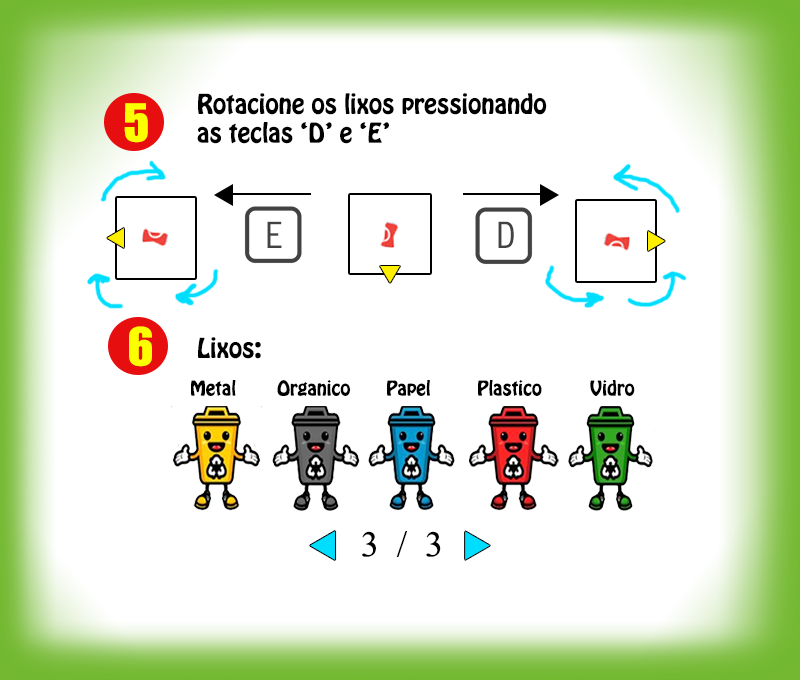 5
Rotacione os lixos pressionando
as teclas ‘D’ e ‘E’
E
D
6
Lixos:
Metal Organico Papel Plastico Vidro
3 / 3